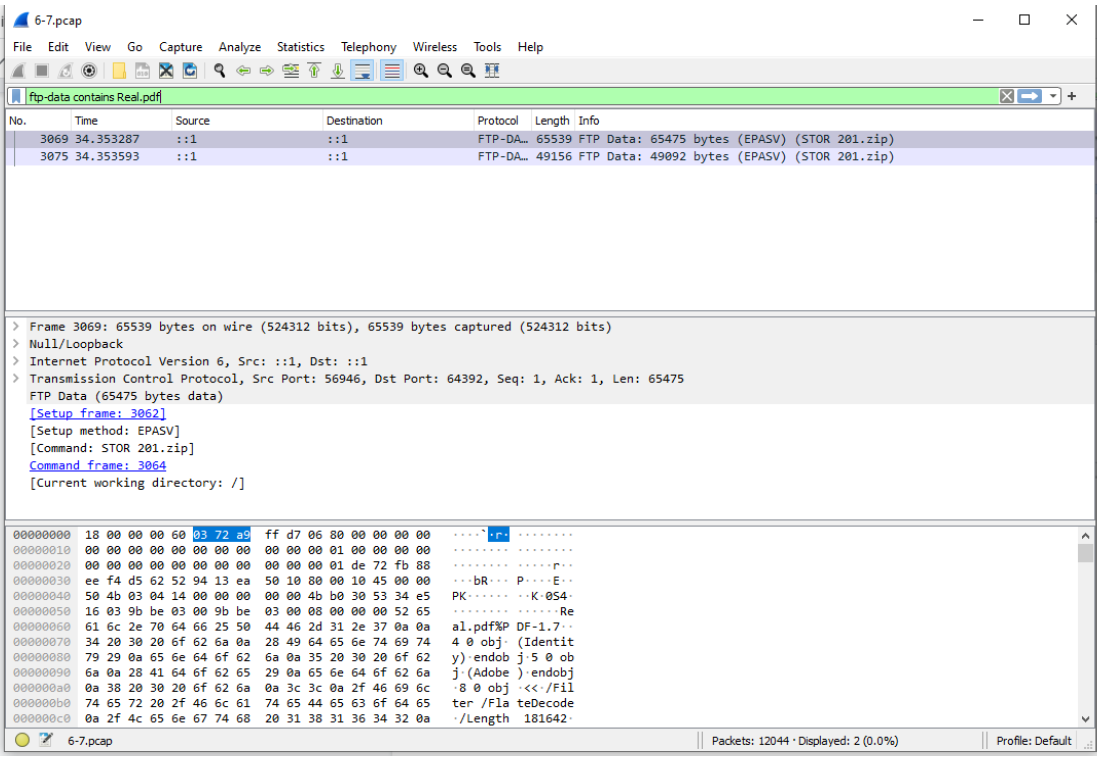 6-7.pcap
File Edit View Go Capture Analyze Statistics Telephony Wireless Tools Help
ftp-data contains Real.pdf
No. Time Source Destination Protocol Length Info
3069 34.353287 ::1 ::1 FTP-DA… 65539 FTP Data: 65475 bytes (EPASV) (STOR 201.zip)
3075 34.353593 ::1 ::1 FTP-DA… 49156 FTP Data: 49092 bytes (EPASV) (STOR 201.zip)
> Frame 3069: 65539 bytes on wire (524312 bits), 65539 bytes captured (524312 bits)
> Null/Loopback
> Internet Protocol Version 6, Src: ::1, Dst: ::1
> Transmission Control Protocol, Src Port: 56946, Dst Port: 64392, Seq: 1, Ack: 1, Len: 65475
FTP Data (65475 bytes data)
[Setup frame: 3062]
[Setup method: EPASV]
[Command: STOR 201.zip]
Command frame: 3064
[Current working directory: /]
00000000 18 00 00 00 60 03 72 a9 ff d7 06 80 00 00 00 00 ····`·r· ········
00000010 00 00 00 00 00 00 00 00 00 00 00 01 00 00 00 00 ········ ········
00000020 00 00 00 00 00 00 00 00 00 00 00 01 de 72 fb 88 ········ ·····r··
00000030 ee f4 d5 62 52 94 13 ea 50 10 80 00 10 45 00 00 ···bR··· P····E··
00000040 50 4b 03 04 14 00 00 00 00 00 4b b0 30 53 34 e5 PK······ ··K·0S4·
00000050 16 03 9b be 03 00 9b be 03 00 08 00 00 00 52 65 ········ ······Re
00000060 61 6c 2e 70 64 66 25 50 44 46 2d 31 2e 37 0a 0a al.pdf%P DF-1.7··
00000070 34 20 30 20 6f 62 6a 0a 28 49 64 65 6e 74 69 74 4 0 obj· (Identit
00000080 79 29 0a 65 6e 64 6f 62 6a 0a 35 20 30 20 6f 62 y)·endob j·5 0 ob
00000090 6a 0a 28 41 64 6f 62 65 29 0a 65 6e 64 6f 62 6a j·(Adobe )·endobj
000000a0 0a 38 20 30 20 6f 62 6a 0a 3c 3c 0a 2f 46 69 6c ·8 0 obj ·<<·/Fil
000000b0 74 65 72 20 2f 46 6c 61 74 65 44 65 63 6f 64 65 ter /Fla teDecode
000000c0 0a 2f 4c 65 6e 67 74 68 20 31 38 31 36 34 32 0a ·/Length  181642·
6-7.pcap Packets: 12044 · Displayed: 2 (0.0%) Profile: Default